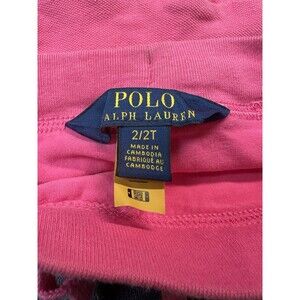 POLO
RALPH LAUREN
2/2T
MADE IN
CAMBODIA
FABRIQUÉ AU
CAMBODGE